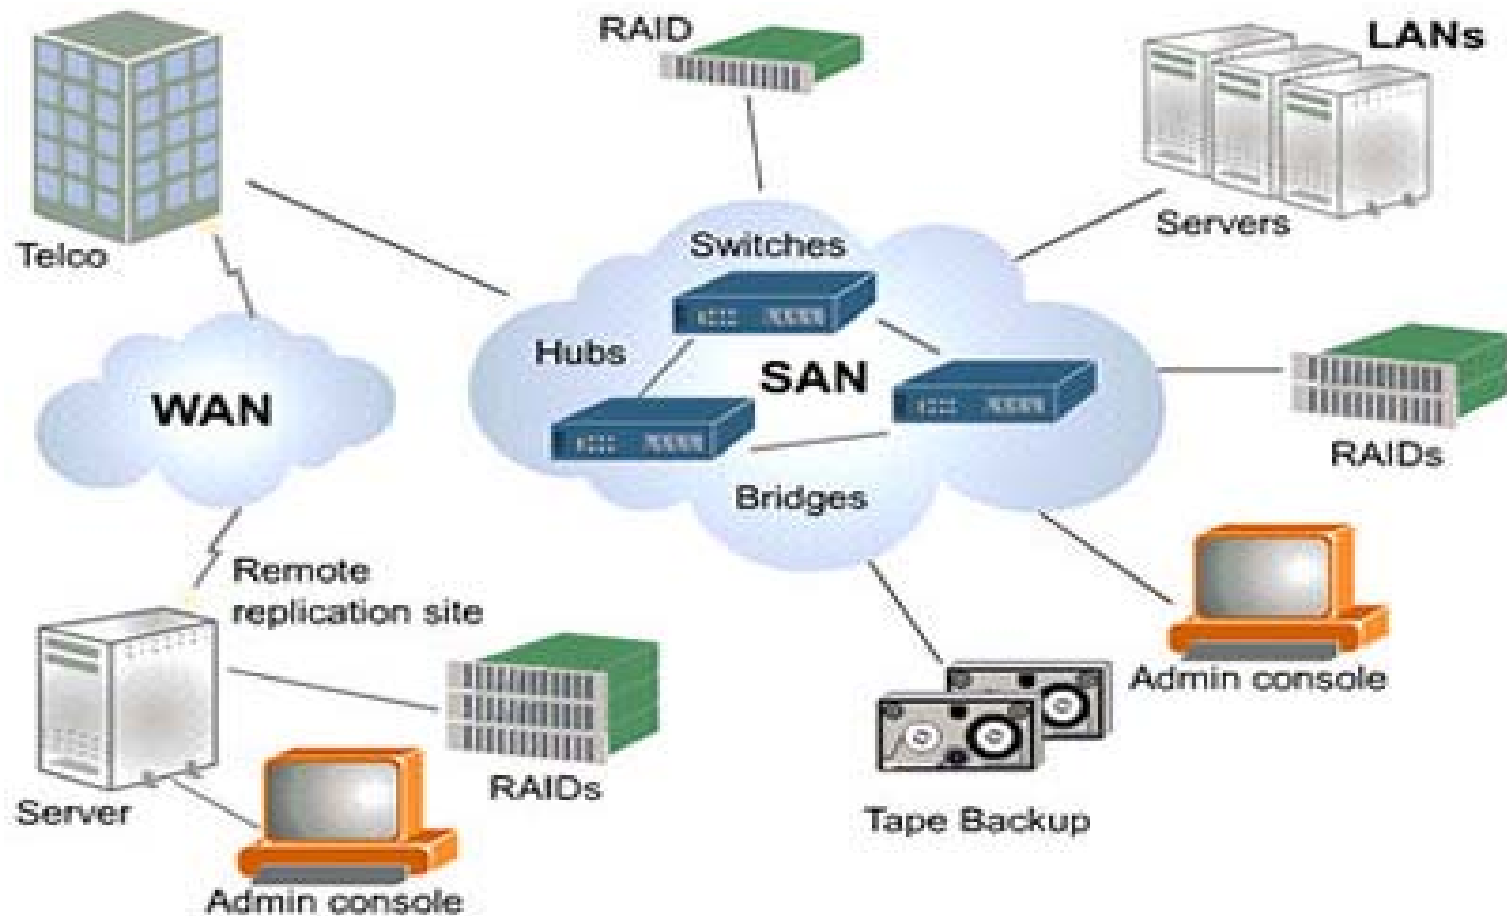 RAID
LANs
Servers
Telco
Switches
Hubs
SAN
WAN
RAIDs
Bridges
Remote
replication site
Admin console
RAIDs
Server
Tape Backup
Admin console